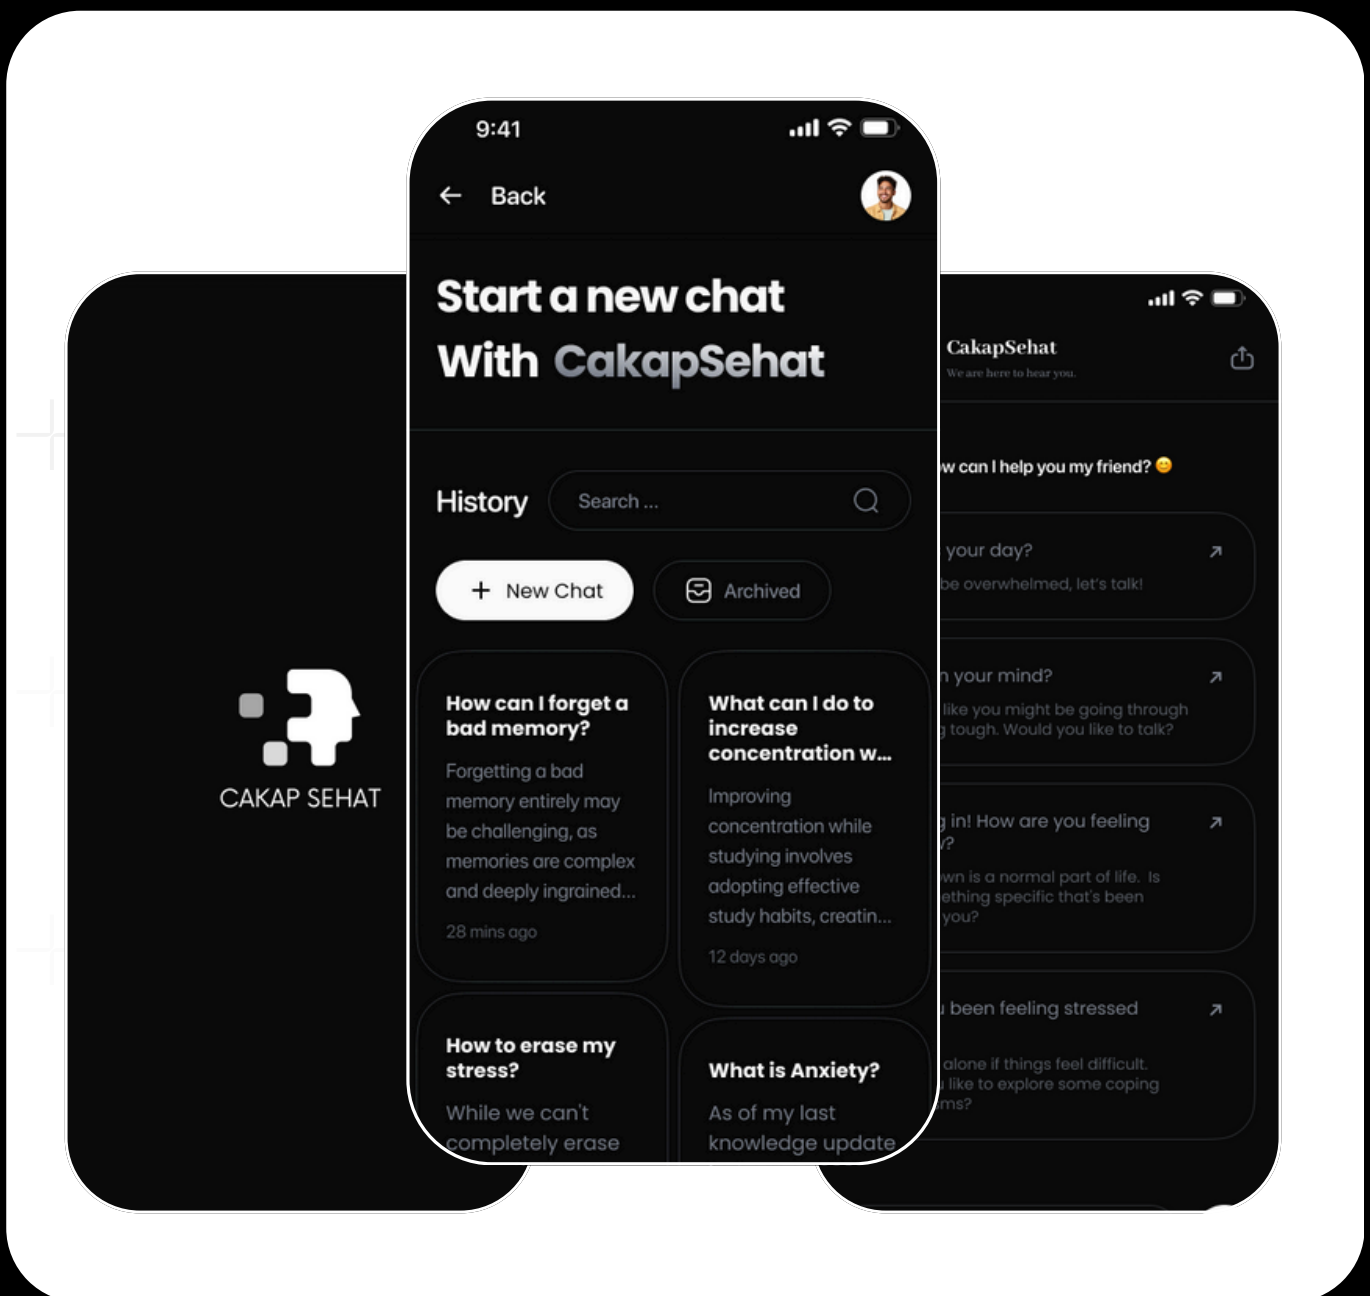 CAKAP SEHAT
9:41
Back
Start a new chat
With CakapSehat
History
Search ...
New Chat
Archived
How can I forget a
bad memory?
Forgetting a bad
memory entirely may
be challenging, as
memories are complex
and deeply ingrained...
28 mins ago
What can I do to
increase
concentration w...
Improving
concentration while
studying involves
adopting effective
study habits, creatin...
12 days ago
How to erase my
stress?
While we can't
completely erase
What is Anxiety?
As of my last
knowledge update
CakapSehat
We are here to hear you.
can I help you my friend? 😊
your day?
be overwhelmed, let's talk!
your mind?
like you might be going through
tough. Would you like to talk?
in! How are you feeling
is a normal part of life. Is
specific that's been
you?
been feeling stressed
alone if things feel difficult.
like to explore some coping